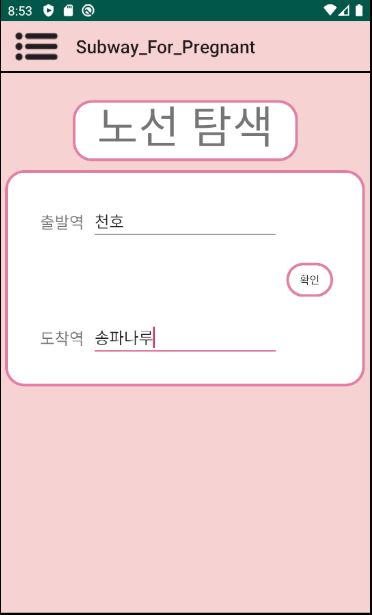 8:53
Subway_For_Pregnant
노선 탐색
출발역 천호
확인
도착역 송파나루